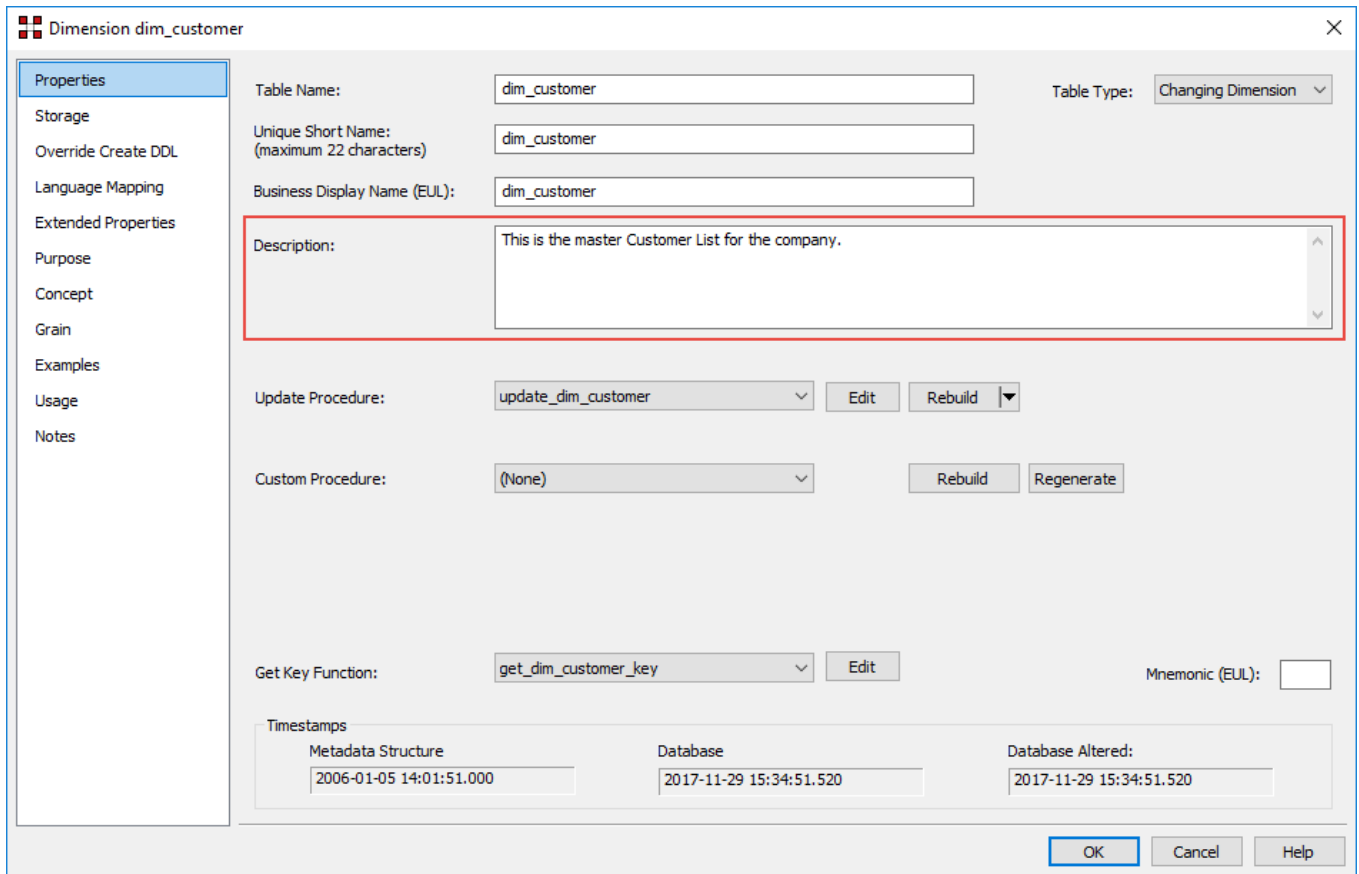 Dimension dim_customer
Properties
Storage
Override Create DDL
Language Mapping
Extended Properties
Purpose
Concept
Grain
Examples
Usage
Notes
Table Name: dim_customer Table Type: Changing Dimension
Unique Short Name:
(maximum 22 characters) dim_customer
Business Display Name (EUL): dim_customer
Description: This is the master Customer List for the company.
Update Procedure: update_dim_customer Edit Rebuild
Custom Procedure: (None) Rebuild Regenerate
Get Key Function: get_dim_customer_key Edit Mnemonic (EUL):
Timestamps
Metadata Structure Database Database Altered:
2006-01-05 14:01:51.000 2017-11-29 15:34:51.520 2017-11-29 15:34:51.520
OK Cancel Help